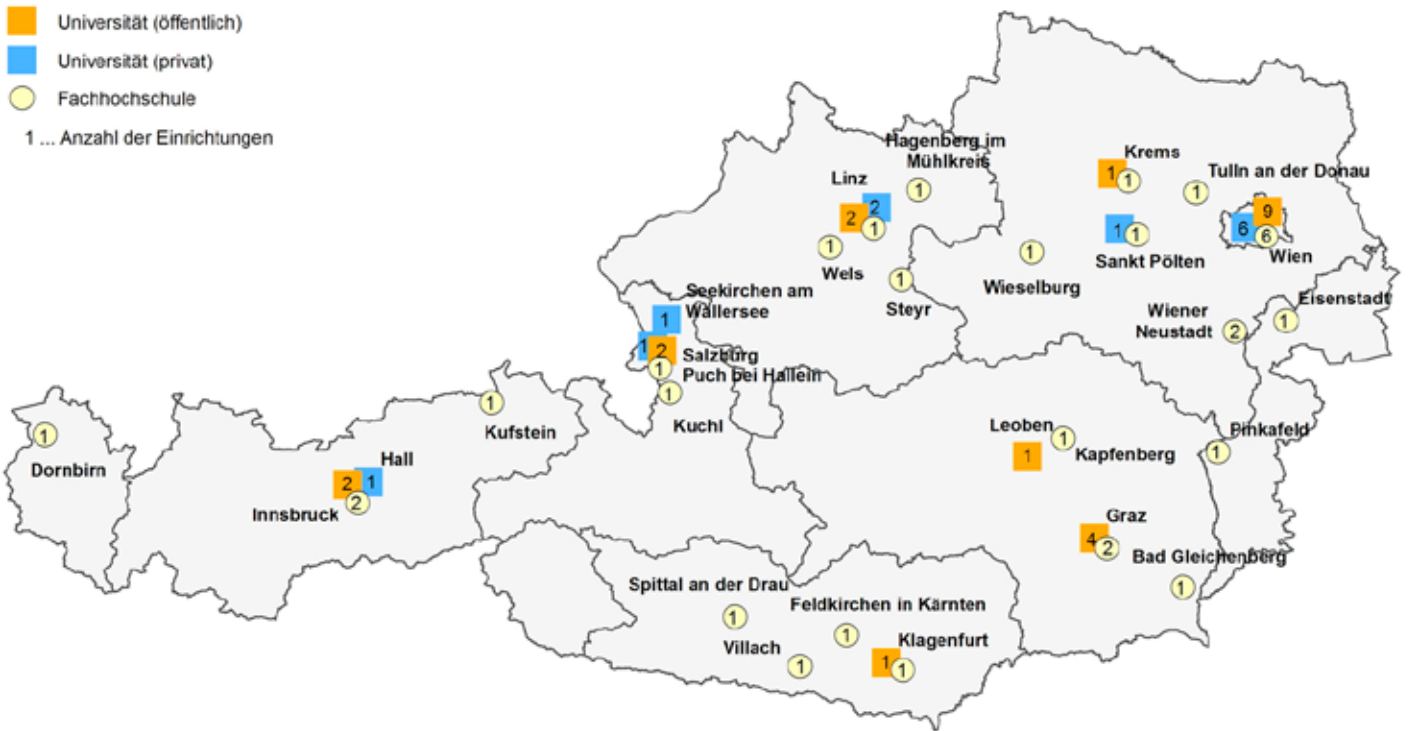 Universität (öffentlich)
Universität (privat)
Fachhochschule
1 ... Anzahl der Einrichtungen
Hagenberg im
Mühlkreis
1
Linz
2
2
1
Wels
1
Steyr
1
Krems
1
1
Tulln an der Donau
1
9
6
6
Wien
1
1
Sankt Pölten
Wieselburg
1
Wiener
Neustadt
2
Eisenstadt
1
Seekirchen am
Wallersee
1
1
2
Salzburg
1
Puch bei Hallein
1
Kuchl
Kufstein
1
Dornbirn
1
Hall
2
1
Innsbruck
2
Leoben
1
1
Kapfenberg
Pinkafeld
1
Graz
4
2
Bad Gleichenberg
1
Spittal an der Drau
1
Feldkirchen in Kärnten
1
Villach
1
Klagenfurt
1
1